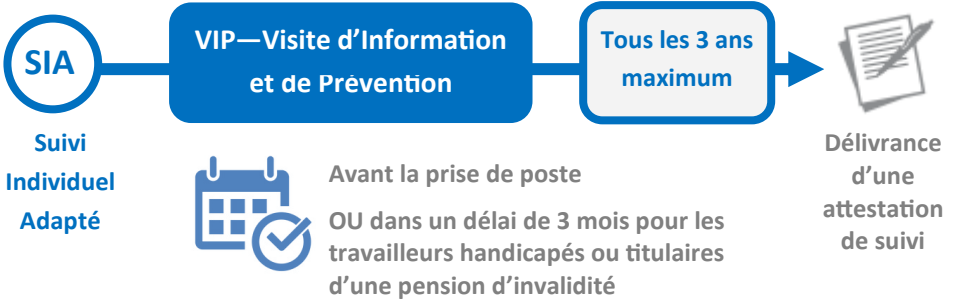 SIA
Suivi
Individuel
Adapté
VIP—Visite d'Information
et de Prévention
Tous les 3 ans
maximum
Avant la prise de poste
OU dans un délai de 3 mois pour les
travailleurs handicapés ou titulaires
d'une pension d'invalidité
Délivrance
d'une
attestation
de suivi